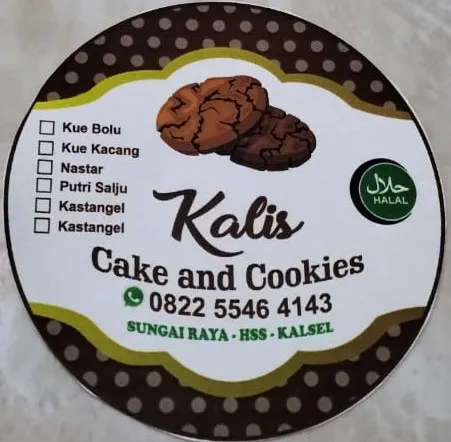 Kue Bolu
Kue Kacang
Nastar
Putri Salju
Kastangel
Kastangel
حلال
HALAL
Kalis
Cake and Cookies
0822 5546 4143
SUNGAI RAYA - HSS - KALSEL